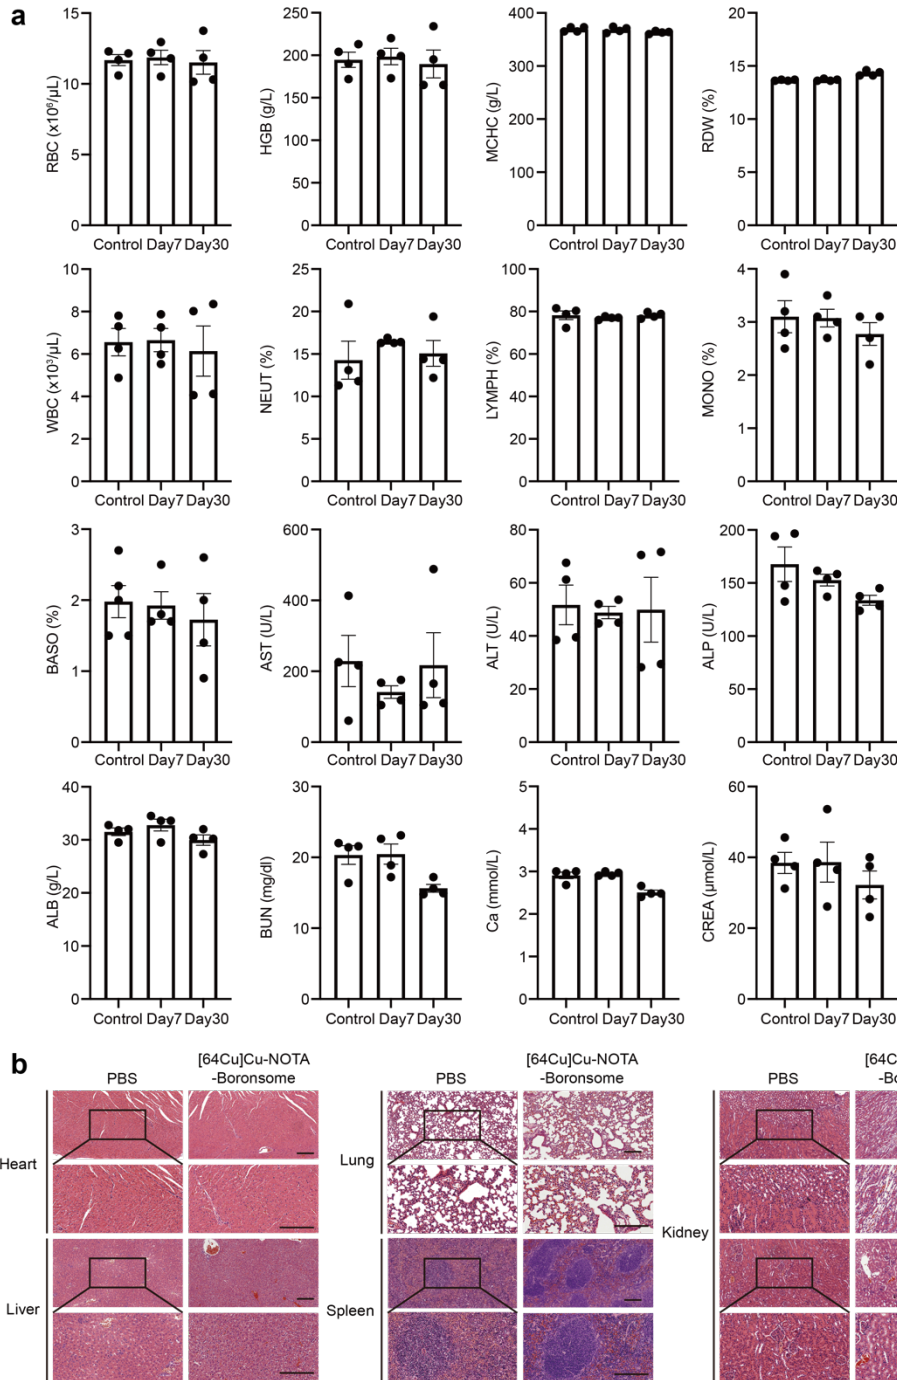 a
RBC (x10⁶/µL)
15
10
5
0
Control Day7 Day30
HGB (g/L)
250
200
150
100
50
0
Control Day7 Day30
MCHC (g/L)
400
300
200
100
0
Control Day7 Day30
RDW (%)
20
15
10
5
0
Control Day7 Day30
WBC (x10³/µL)
10
8
6
4
2
0
Control Day7 Day30
NEUT (%)
25
20
15
10
5
0
Control Day7 Day30
LYMPH (%)
100
80
60
40
20
0
Control Day7 Day30
MONO (%)
4
3
2
1
0
Control Day7 Day30
BASO (%)
3
2
1
0
Control Day7 Day30
AST (U/L)
600
400
200
0
Control Day7 Day30
ALT (U/L)
80
60
40
20
0
Control Day7 Day30
ALP (U/L)
200
150
100
50
0
Control Day7 Day30
ALB (g/L)
40
30
20
10
0
Control Day7 Day30
BUN (mg/dl)
30
20
10
0
Control Day7 Day30
Ca (mmol/L)
5
4
3
2
1
0
Control Day7 Day30
CREA (µmol/L)
60
40
20
0
Control Day7 Day30
b
PBS
[64Cu]Cu-NOTA
-Boronsome
PBS
[64Cu]Cu-NOTA
-Boronsome
PBS
[64C
-Bo
Heart
Lung
Kidney
Liver
Spleen